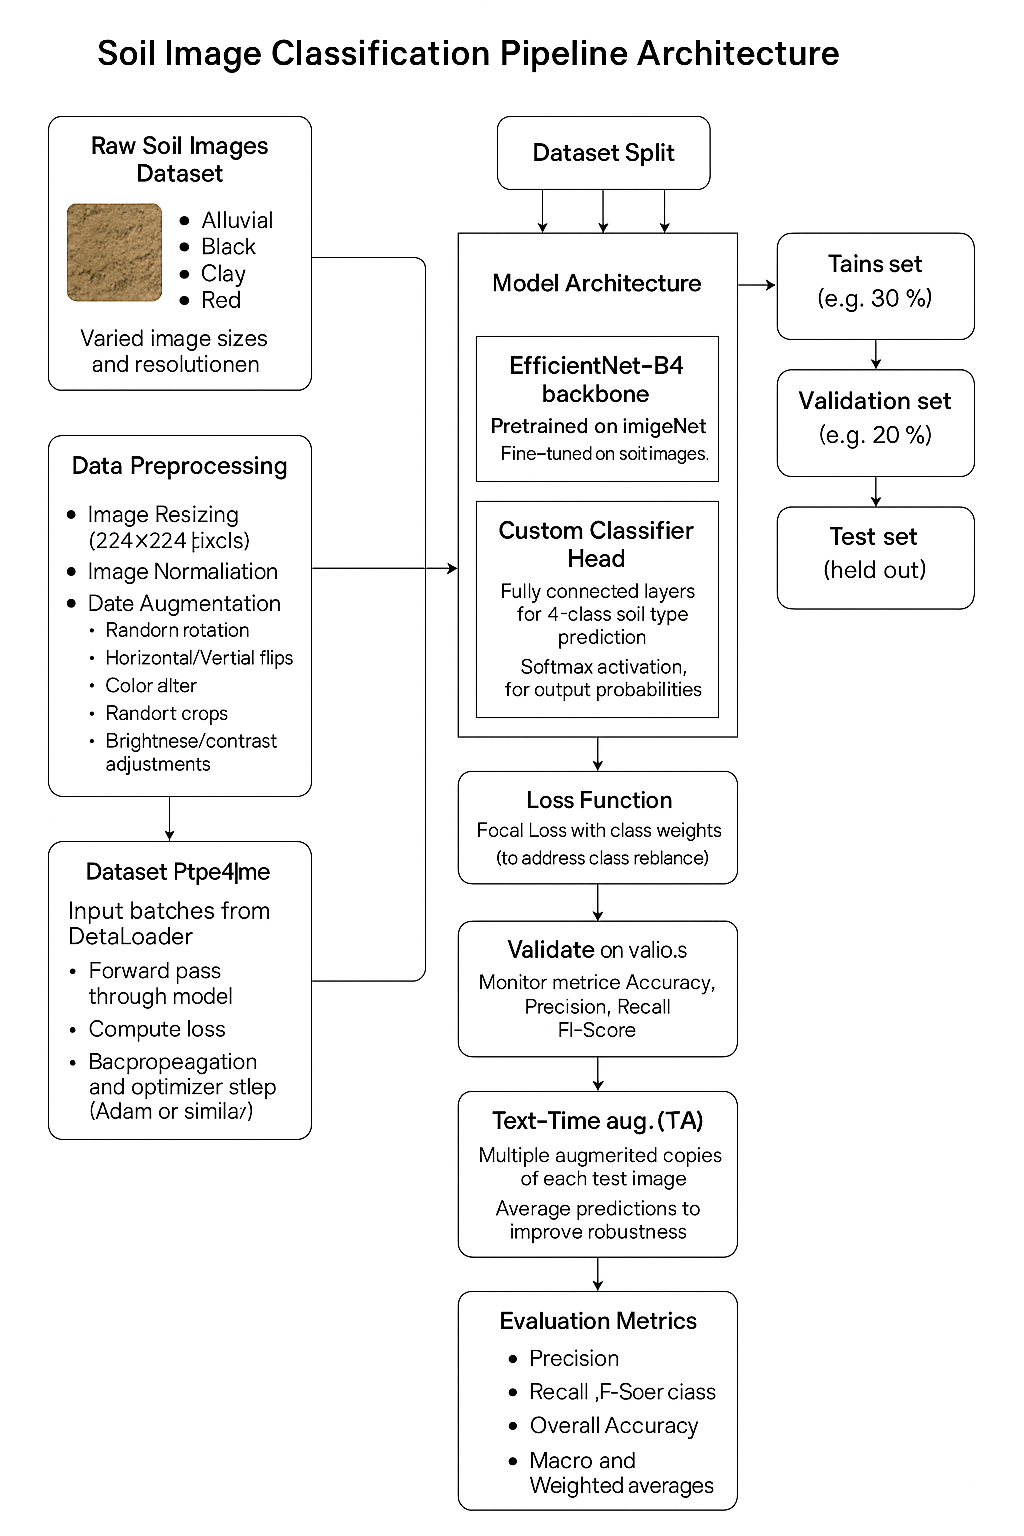 Soil Image Classification Pipeline Architecture
Raw Soil Images
Dataset
• Alluvial
• Black
• Clay
• Red
Varied image sizes
and resolutionen
Data Preprocessing
• Image Resizing
(224×224 ţixcls)
• Image Normaliation
• Date Augmentation
• Randorn rotation
• Horizontal/Vertial flips
• Color alter
• Randort crops
• Brightnese/contrast
adjustments
Dataset Ptpe4|me
Input batches from
DetaLoader
• Forward pass
through model
• Compute loss
• Bacpropeagation
and optimizer stlep
(Adam or similar)
Dataset Split
Model Architecture
EfficientNet-B4
backbone
Pretrained on imigeNet
Fine-tuned on soitimages.
Custom Classifier
Head
Fully connected layers
for 4-class soil type
prediction
Softmax activation,
for output probabilities
Tains set
(e.g. 30 %)
Validation set
(e.g. 20 %)
Test set
(held out)
Loss Function
Focal Loss with class weights
(to address class reblance)
Validate on valio.s
Monitor metrice Accuracy,
Precision, Recall
FI-Score
Text-Time aug. (TA)
Multiple augmerited copies
of each test image
Average predictions to
improve robustness
Evaluation Metrics
• Precision
• Recall ,F-Soer ciass
• Overall Accuracy
• Macro and
Weighted averages